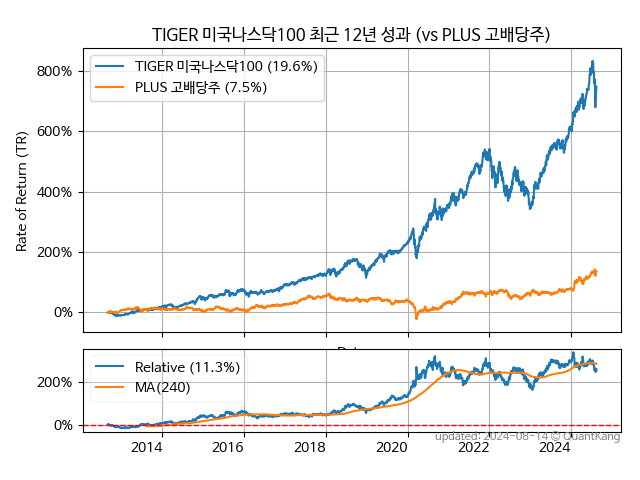 TIGER 미국나스닥100 최근 12년 성과 (vs PLUS 고배당주)
TIGER 미국나스닥100 (19.6%)
PLUS 고배당주 (7.5%)
Rate of Return (TR)
800%
600%
400%
200%
0%
Relative (11.3%)
MA(240)
200%
0%
2014 2016 2018 2020 2022 2024
updated: 2024-08-14 © QuantKang